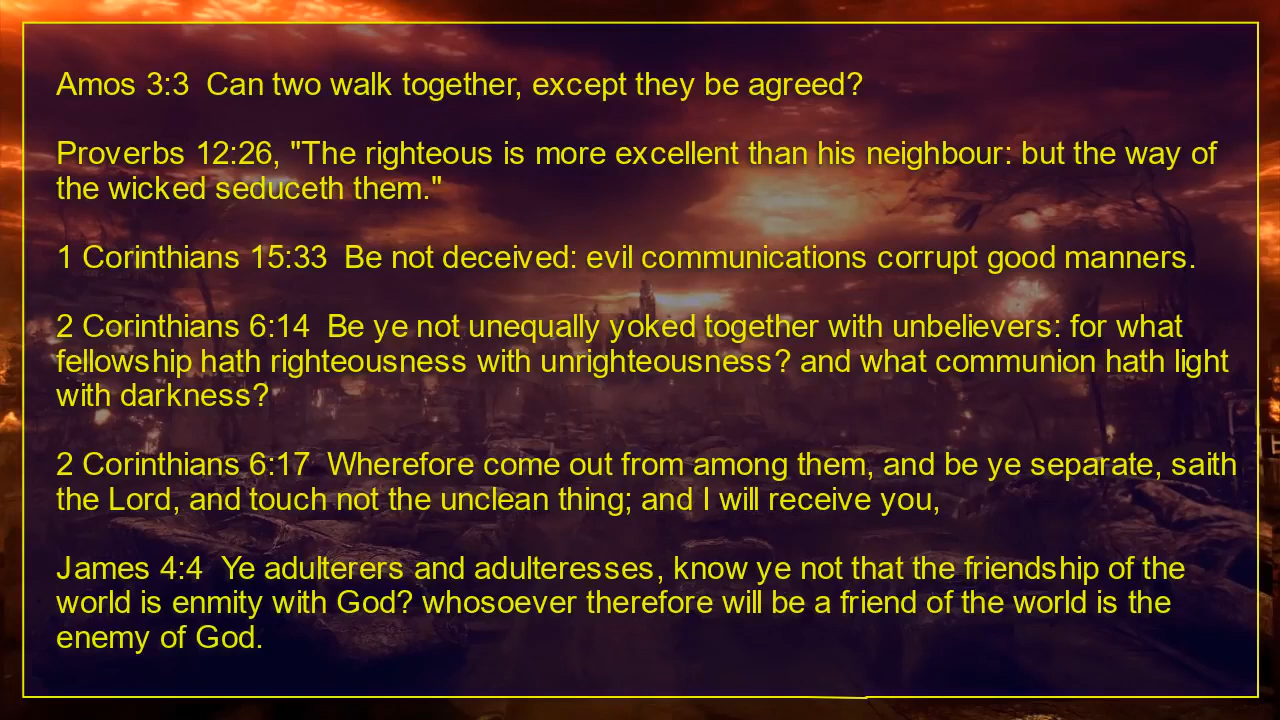 Amos 3:3  Can two walk together, except they be agreed?
Proverbs 12:26, "The righteous is more excellent than his neighbour: but the way of
the wicked seduceth them."
1 Corinthians 15:33  Be not deceived: evil communications corrupt good manners.
2 Corinthians 6:14  Be ye not unequally yoked together with unbelievers: for what
fellowship hath righteousness with unrighteousness? and what communion hath light
with darkness?
2 Corinthians 6:17  Wherefore come out from among them, and be ye separate, saith
the Lord, and touch not the unclean thing; and I will receive you,
James 4:4  Ye adulterers and adulteresses, know ye not that the friendship of the
world is enmity with God? whosoever therefore will be a friend of the world is the
enemy of God.